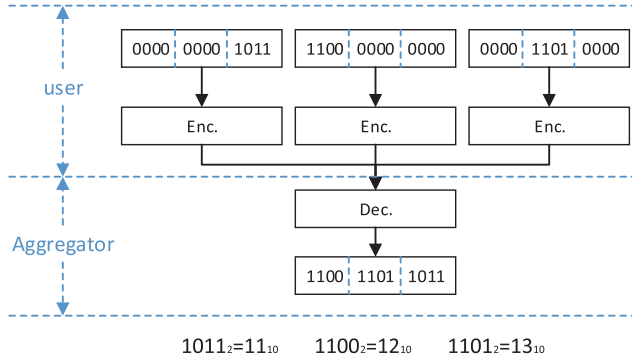 0000 0000 1011 1100 0000 0000 0000 1101 0000
user
Enc. Enc. Enc.
Dec.
Aggregator
1100 1101 1011
1011₂=11₁₀ 1100₂=12₁₀ 1101₂=13₁₀